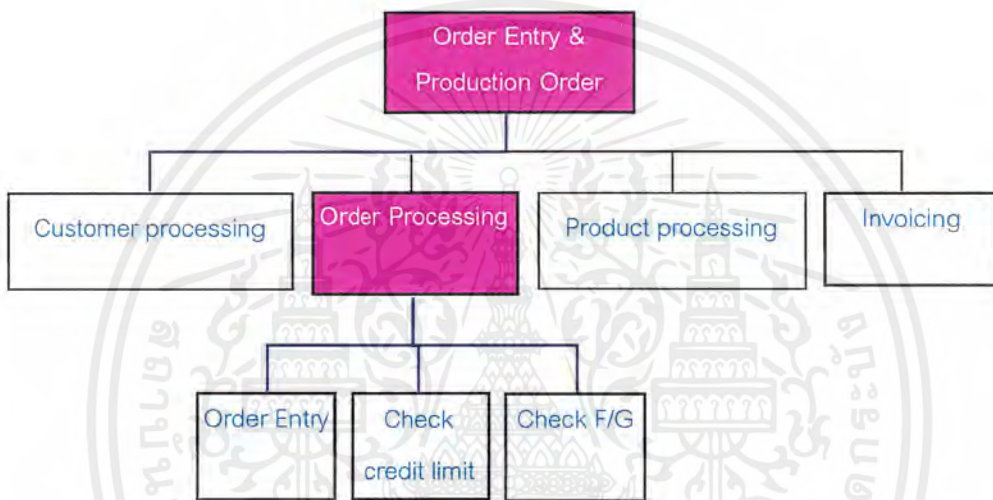 Order Entry &
Production Order
Customer processing
Order Processing
Product processing
Invoicing
Order Entry
Check
credit limit
Check F/G